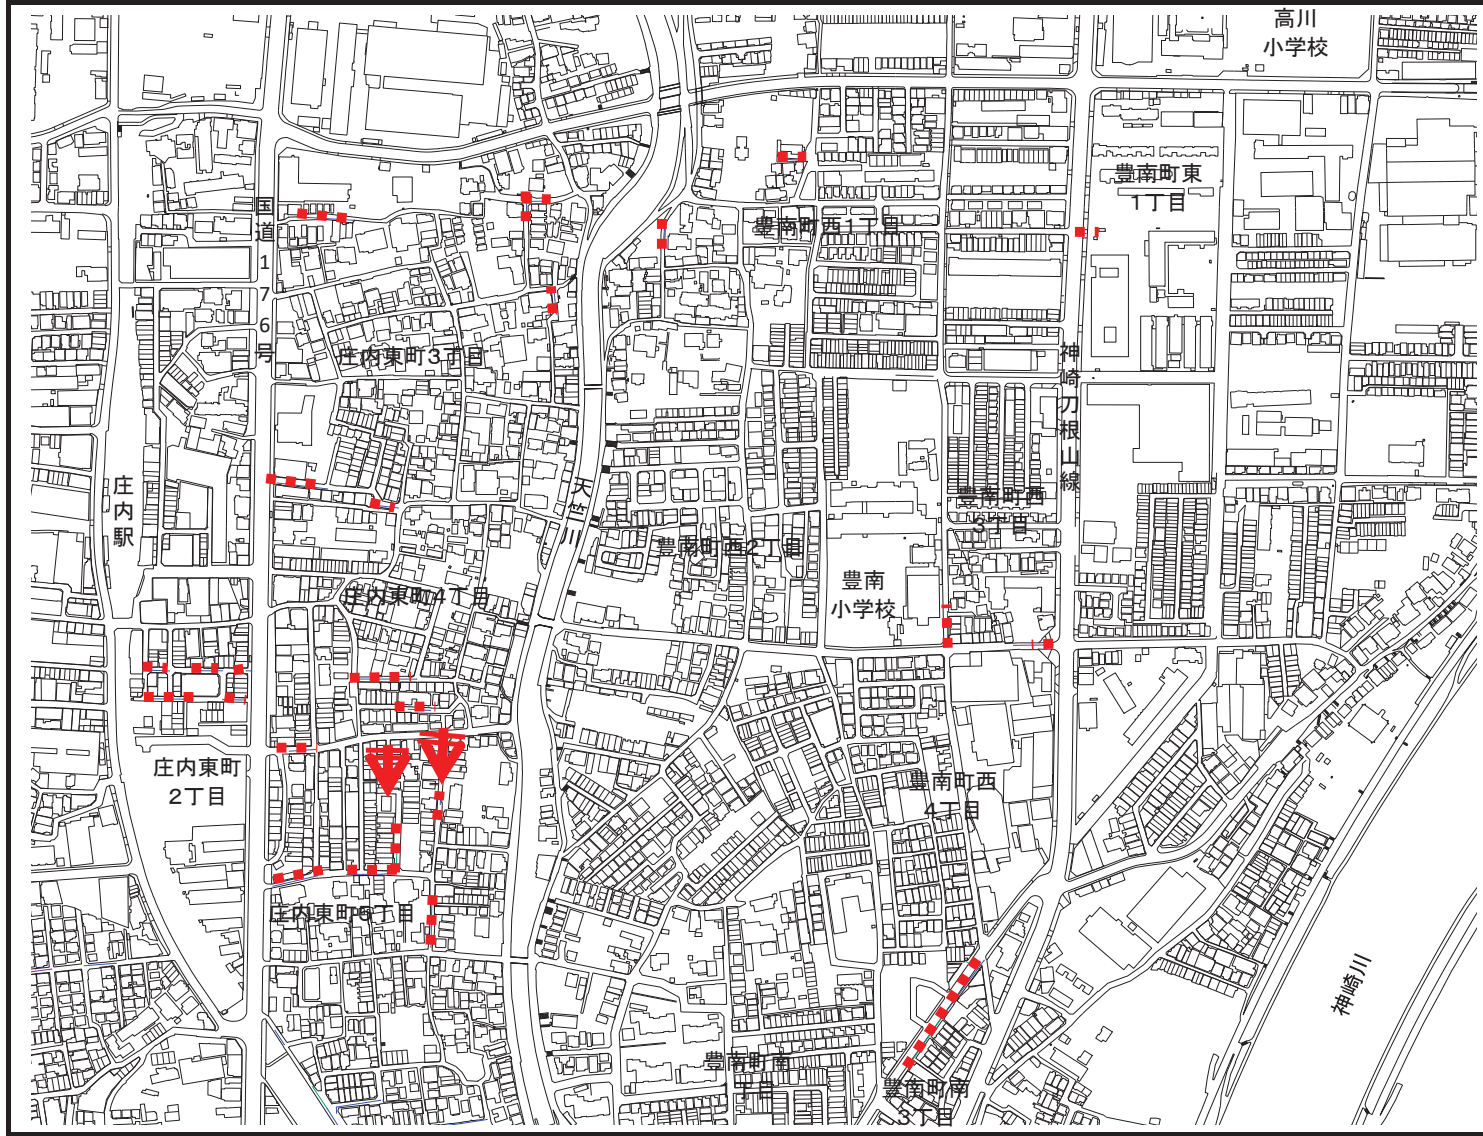 高川
小学校
豊南町東
1丁目
国道176号
豊南町西1丁目
庄内東町3丁目
神崎刀根山線
庄内駅
天竺川
豊南町西
3丁目
豊南町西2丁目
豊南
小学校
庄内東町4丁目
庄内東町
2丁目
豊南町西
4丁目
庄内東町5丁目
神崎川
豊南町南
丁目
豊南町南
3丁目